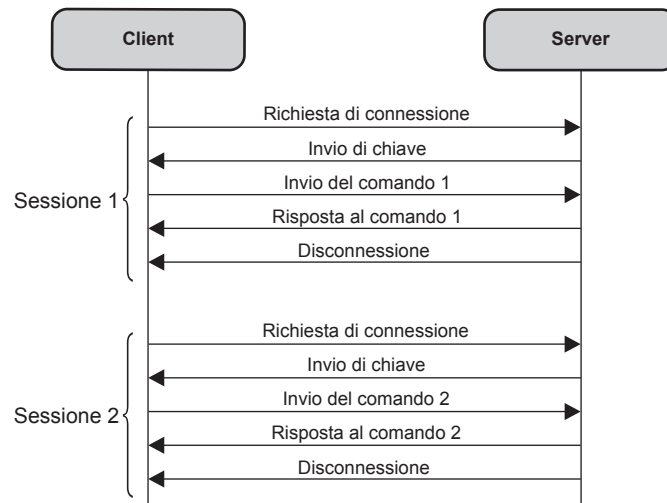 Client
Server
Richiesta di connessione
Invio di chiave
Invio del comando 1
Sessione 1
Risposta al comando 1
Disconnessione
Richiesta di connessione
Invio di chiave
Invio del comando 2
Sessione 2
Risposta al comando 2
Disconnessione